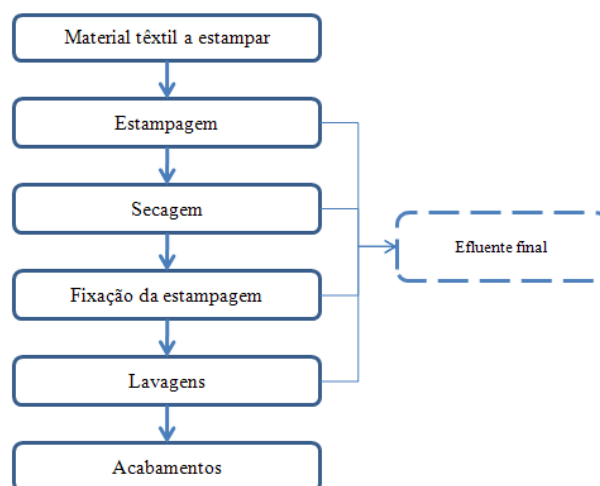 Material têxtil a estampar
Estampagem
Secagem
Efluente final
Fixação da estampagem
Lavagens
Acabamentos